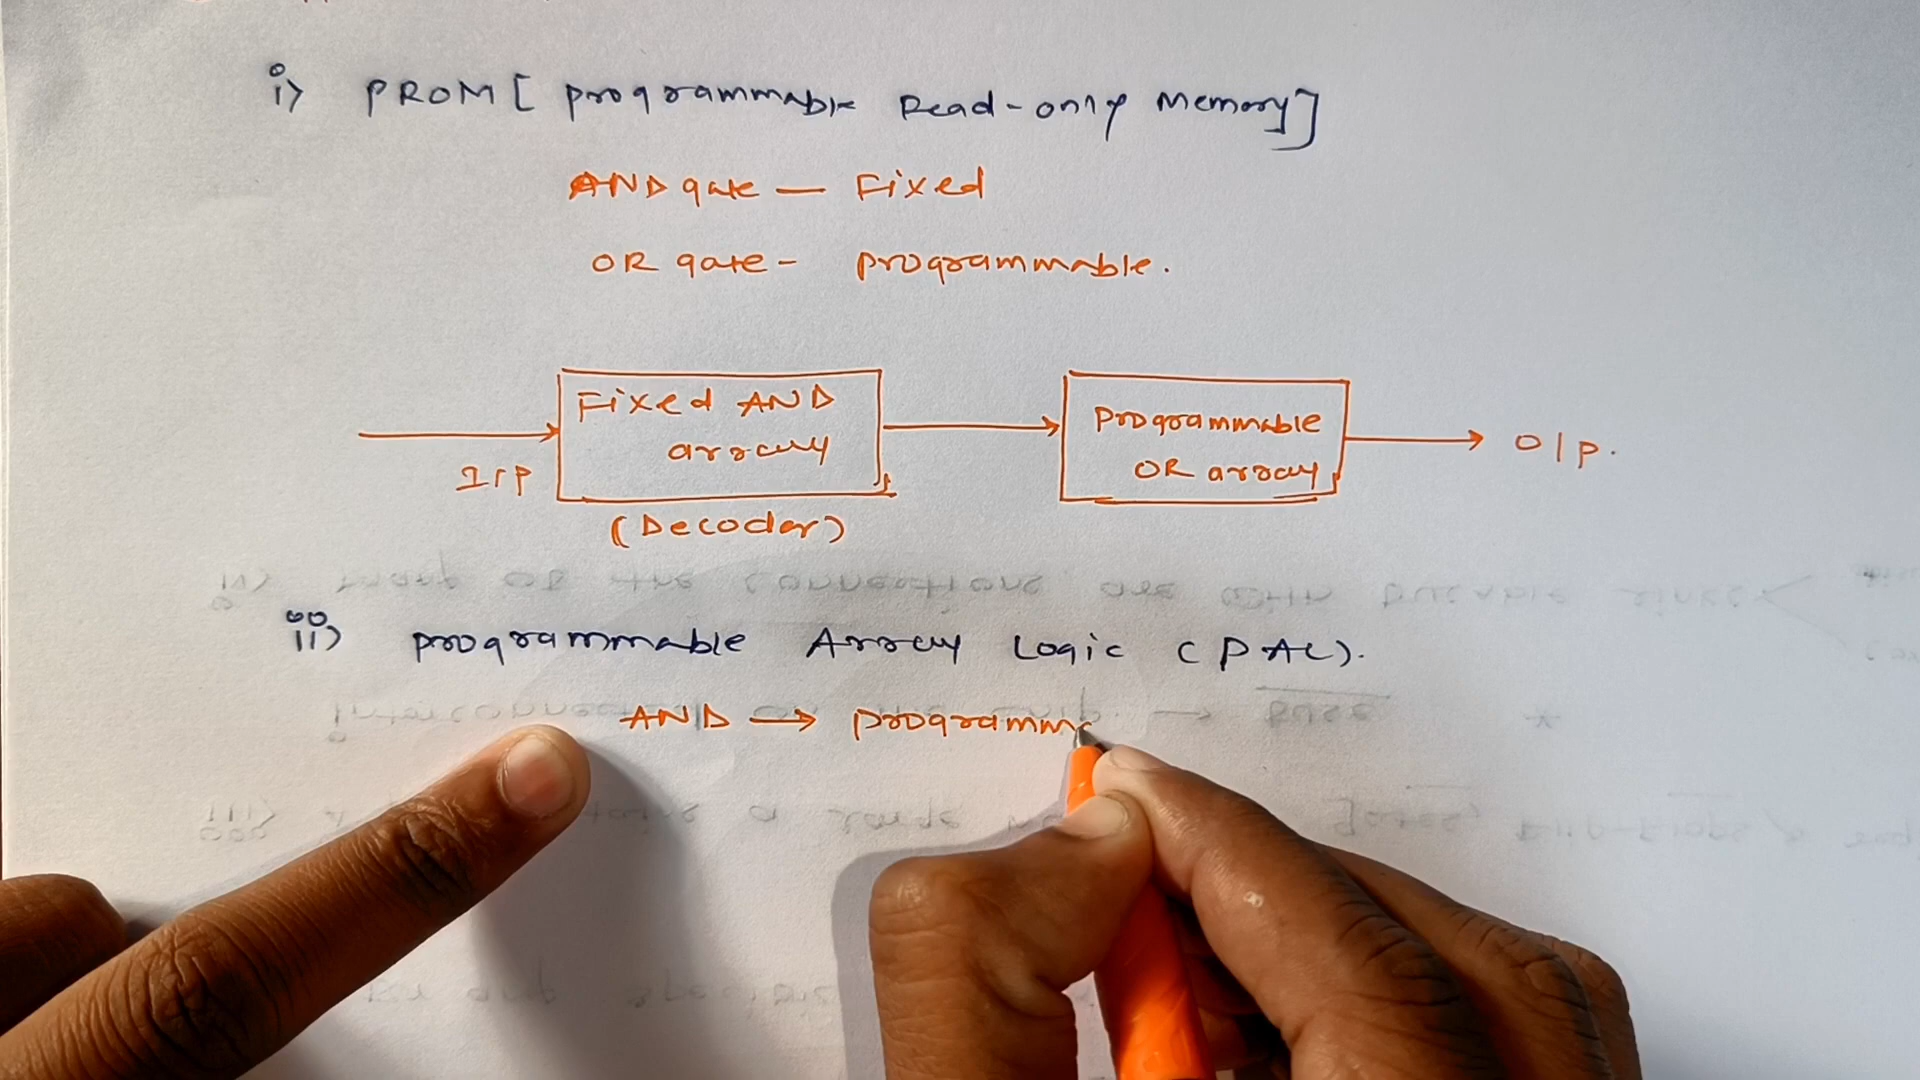 i) PROM [ programmable Read-only Memory]
AND gate — Fixed
OR gate - programmable.
Fixed AND
array
I/p
(Decoder)
programmable
OR array
O/p.
ii) programmable Array Logic (PAL).
AND → programm